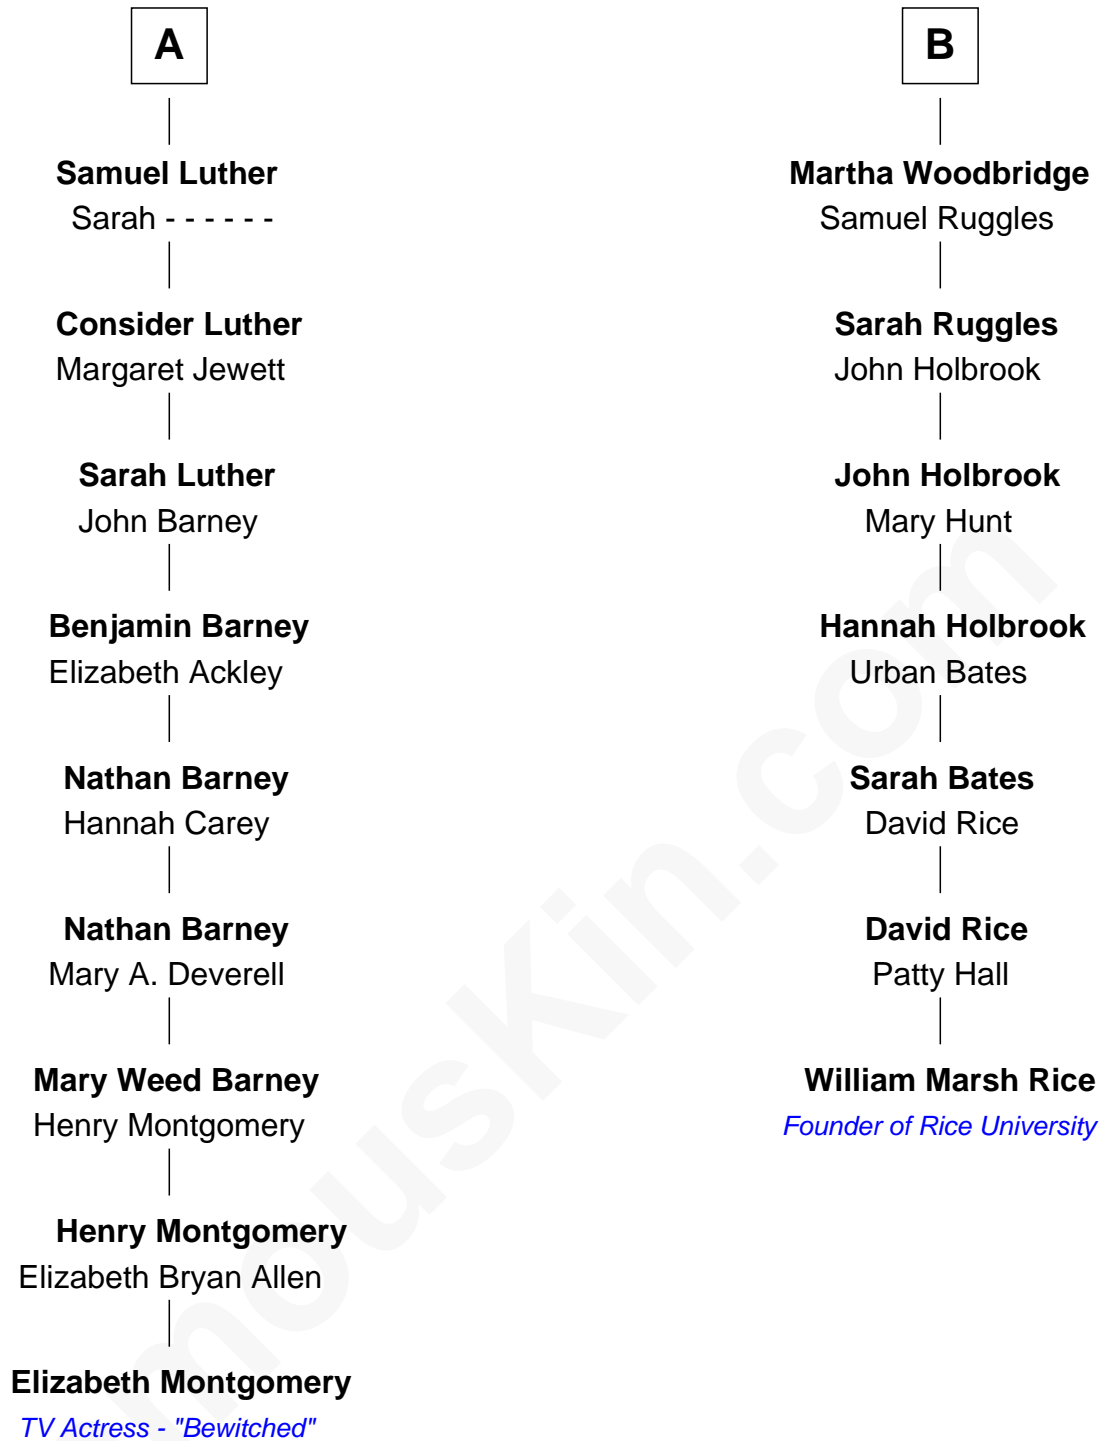 A
Samuel Luther
Sarah - - - - - -
Consider Luther
Margaret Jewett
Sarah Luther
John Barney
Benjamin Barney
Elizabeth Ackley
Nathan Barney
Hannah Carey
Nathan Barney
Mary A. Deverell
Mary Weed Barney
Henry Montgomery
Henry Montgomery
Elizabeth Bryan Allen
Elizabeth Montgomery
TV Actress - "Bewitched"
B
Martha Woodbridge
Samuel Ruggles
Sarah Ruggles
John Holbrook
John Holbrook
Mary Hunt
Hannah Holbrook
Urban Bates
Sarah Bates
David Rice
David Rice
Patty Hall
William Marsh Rice
Founder of Rice University
mousKin.com